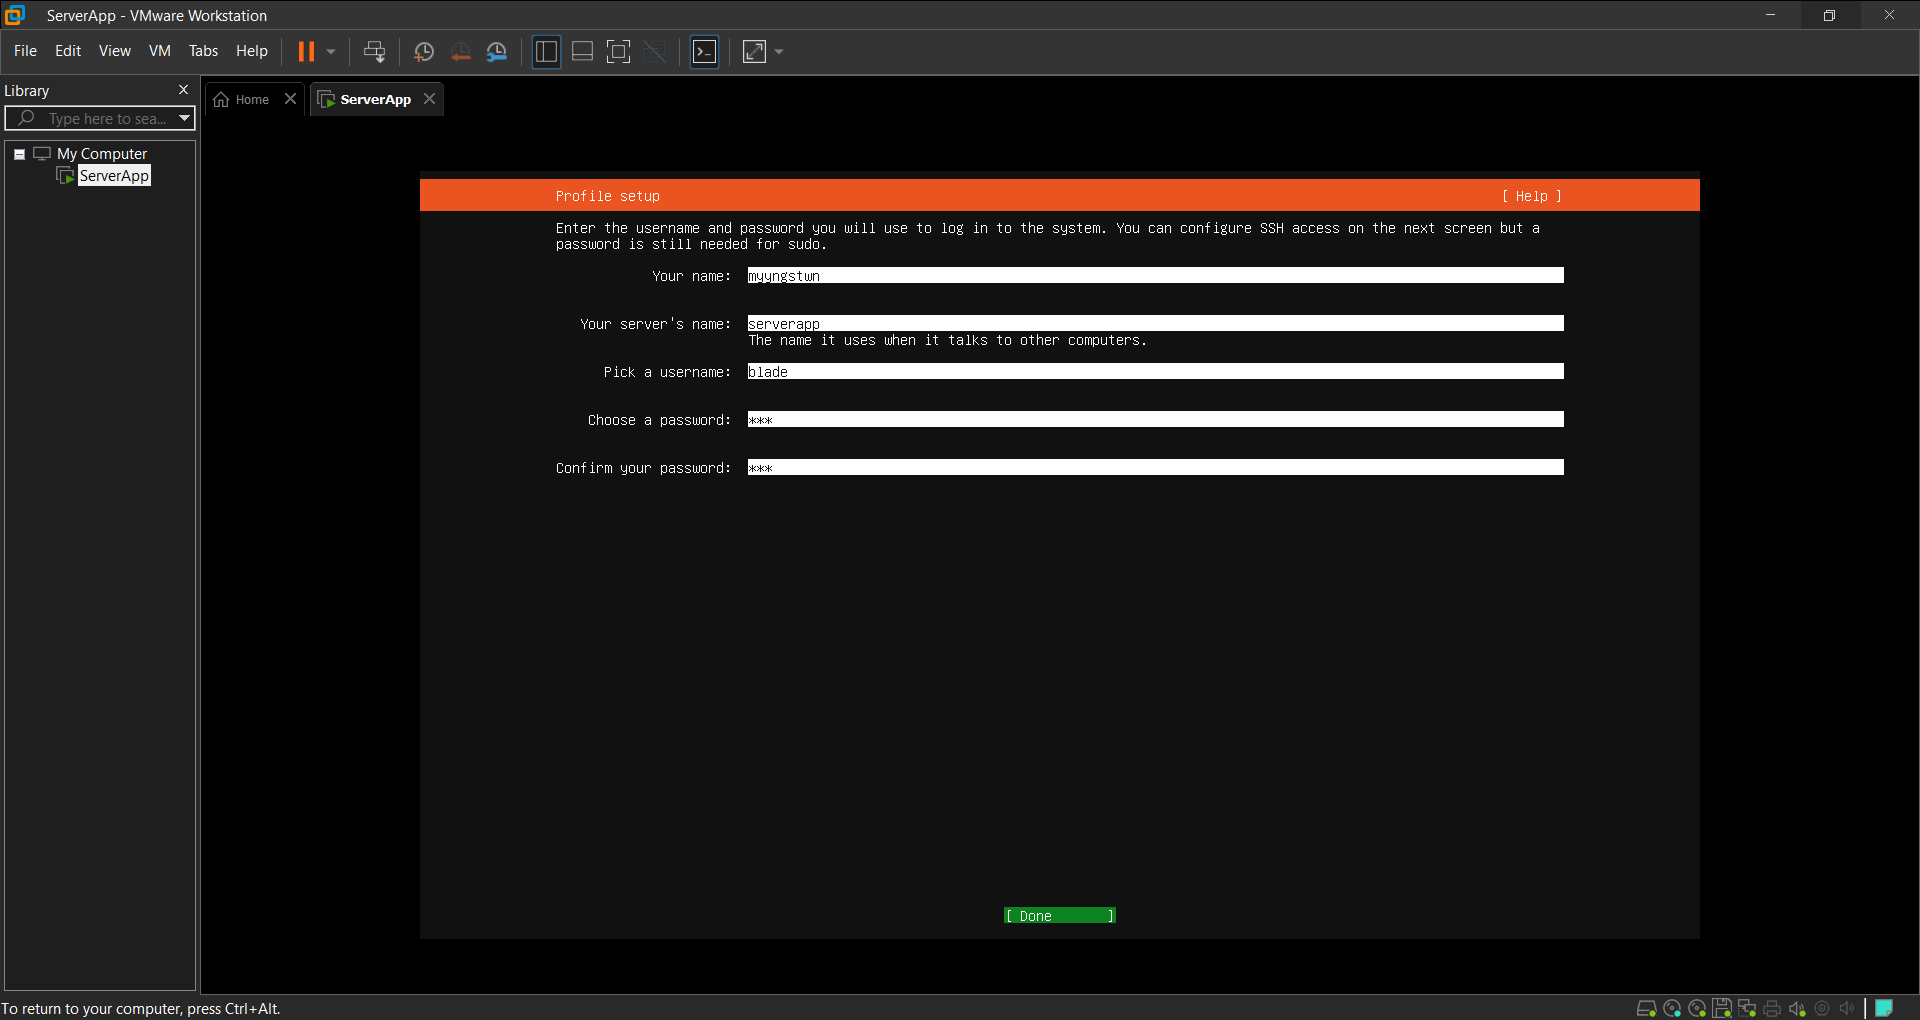 ServerApp - VMware Workstation
File Edit View VM Tabs Help
Library
Type here to sea...
My Computer
ServerApp
Home
ServerApp
Profile setup [ Help ]
Enter the username and password you will use to log in to the system. You can configure SSH access on the next screen but a
password is still needed for sudo.
Your name: myyngstwn
Your server's name: serverapp
The name it uses when it talks to other computers.
Pick a username: blade
Choose a password: ***
Confirm your password: ***
[ Done ]
To return to your computer, press Ctrl+Alt.